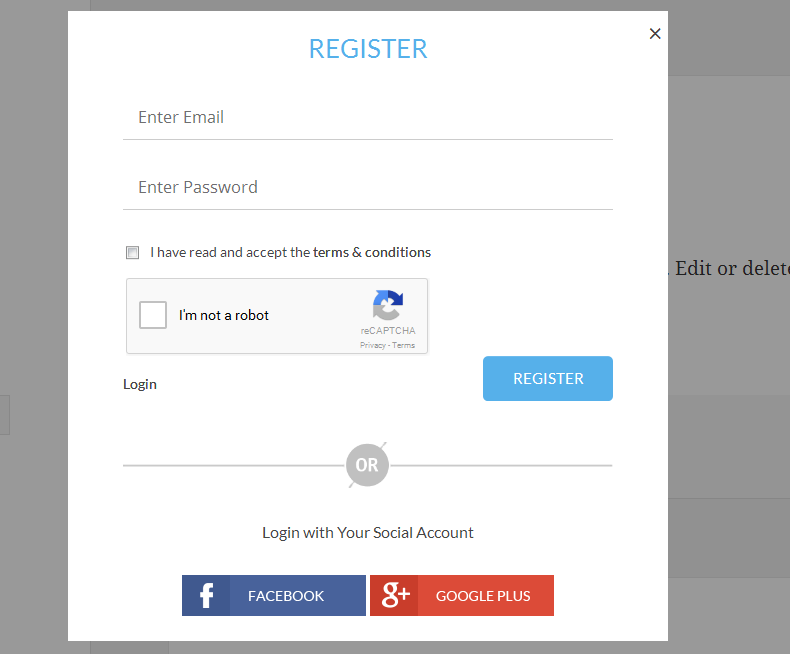 ×
REGISTER
Enter Email
. Edit or delet
Enter Password
I have read and accept the terms & conditions
I'm not a robot
reCAPTCHA
Privacy - Terms
Login
REGISTER
OR
Login with Your Social Account
f FACEBOOK
g+ GOOGLE PLUS